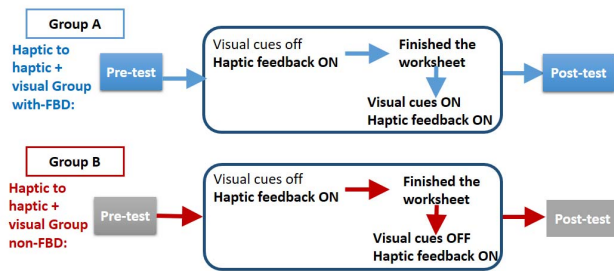 Group A
Haptic to
haptic +
visual Group
with-FBD:
Pre-test
Visual cues off
Haptic feedback ON
Finished the
worksheet
Visual cues ON
Haptic feedback ON
Post-test
Group B
Haptic to
haptic +
visual Group
non-FBD:
Pre-test
Visual cues off
Haptic feedback ON
Finished the
worksheet
Visual cues OFF
Haptic feedback ON
Post-test